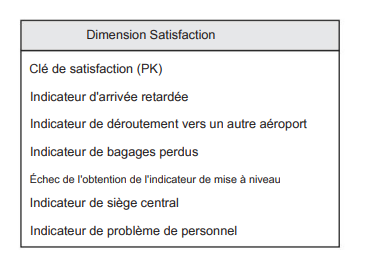 Dimension Satisfaction
Clé de satisfaction (PK)
Indicateur d'arrivée retardée
Indicateur de déroutement vers un autre aéroport
Indicateur de bagages perdus
Échec de l'obtention de l'indicateur de mise à niveau
Indicateur de siège central
Indicateur de problème de personnel